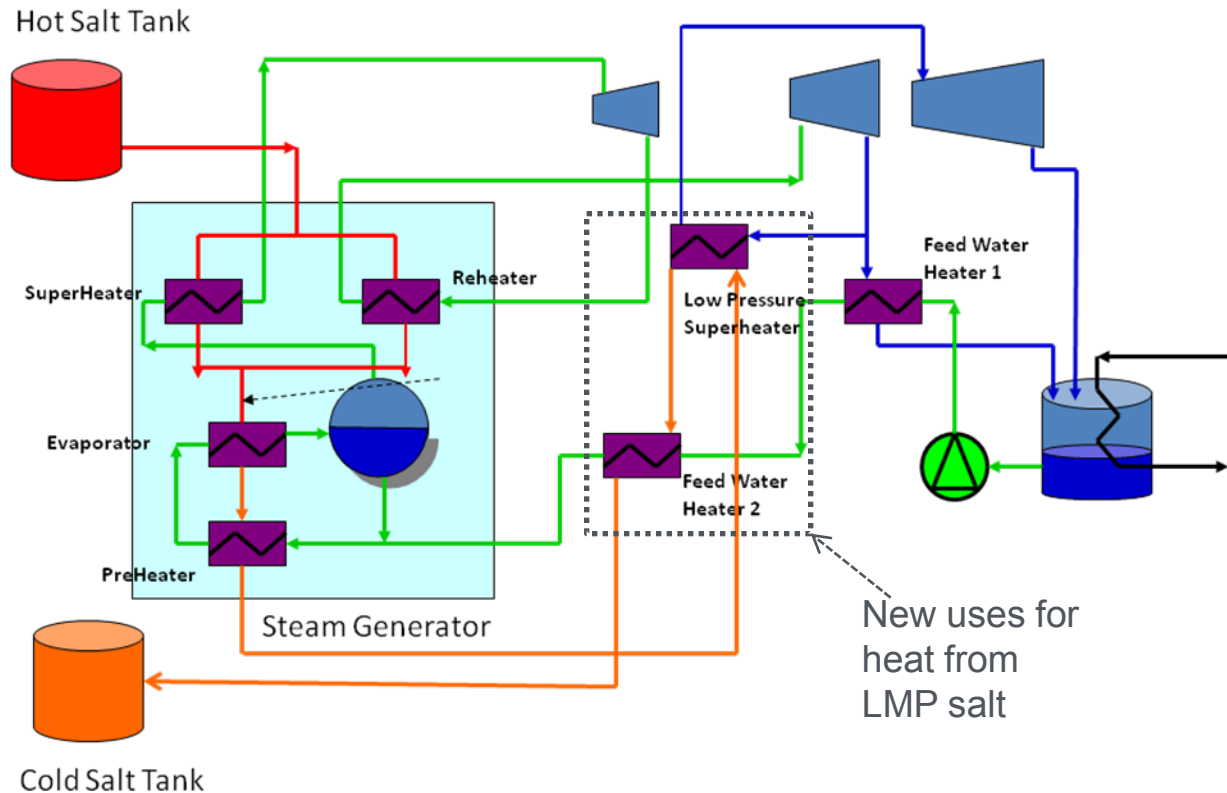 Hot Salt Tank
Feed Water
Heater 1
SuperHeater
Reheater
Low Pressure
Superheater
Evaporator
Feed Water
Heater 2
PreHeater
Steam Generator
New uses for
heat from
LMP salt
Cold Salt Tank